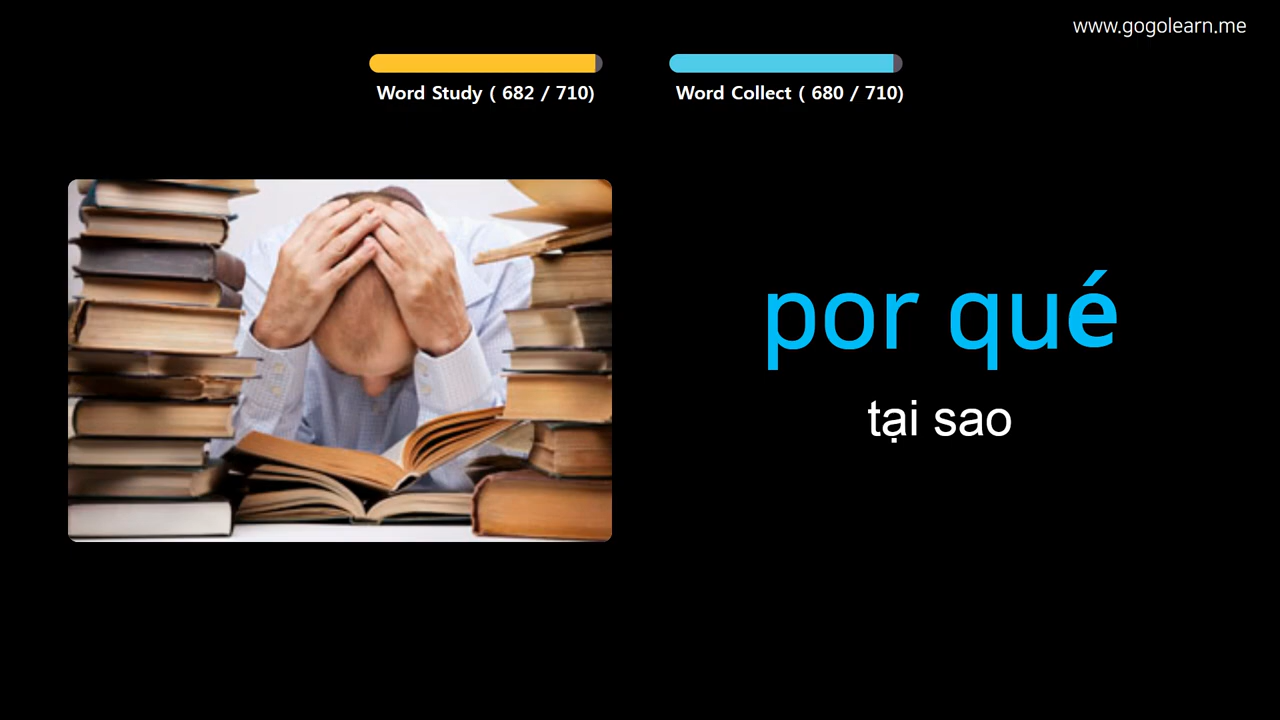 www.gogolearn.me
Word Study ( 682 / 710)
Word Collect ( 680 / 710)
por qué
tại sao